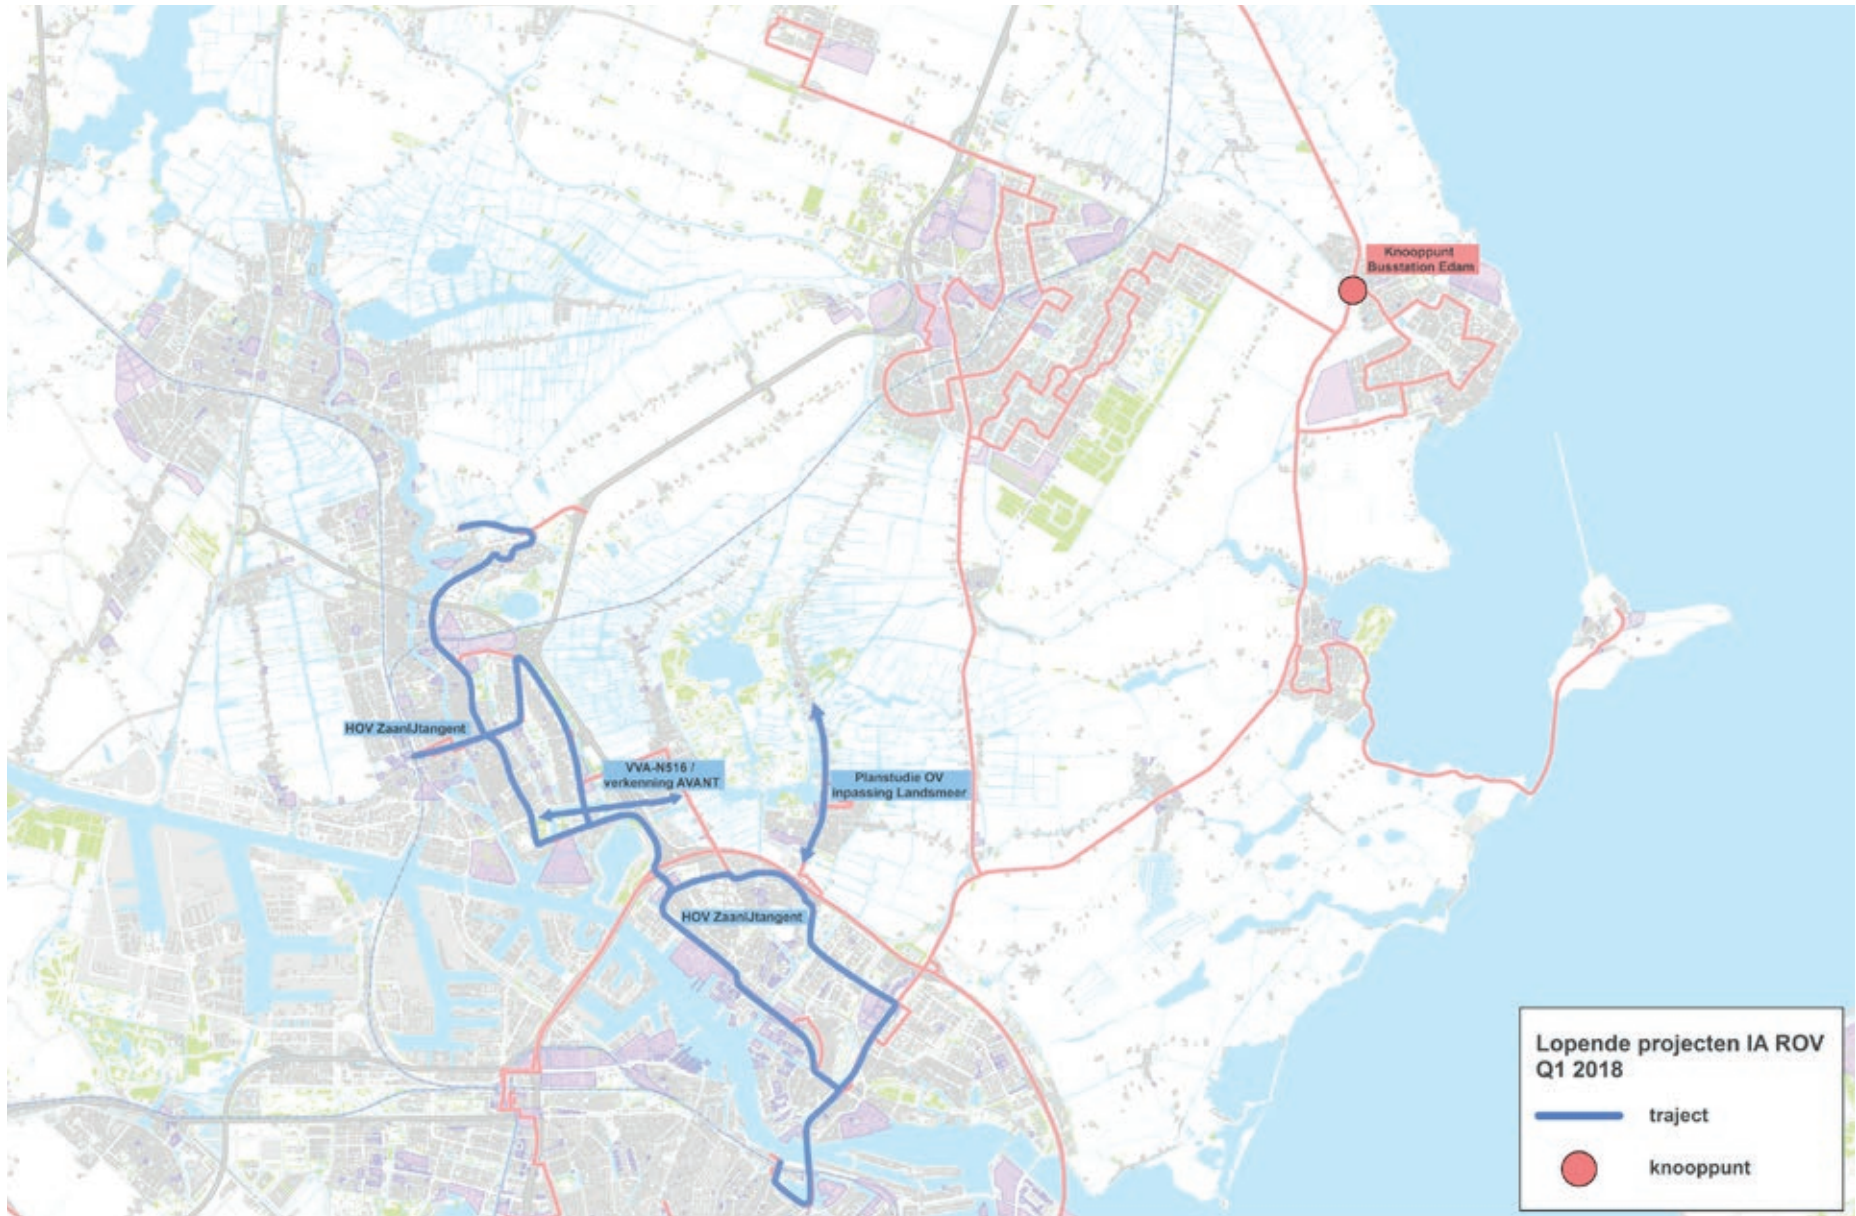 Knooppunt
Busstation Edam
HOV ZaanIJtangent
VVA-N516 /
verkenning AVANT
Planstudie OV
inpassing Landsmeer
HOV ZaanIJtangent
Lopende projecten IA ROV
Q1 2018
traject
knooppunt